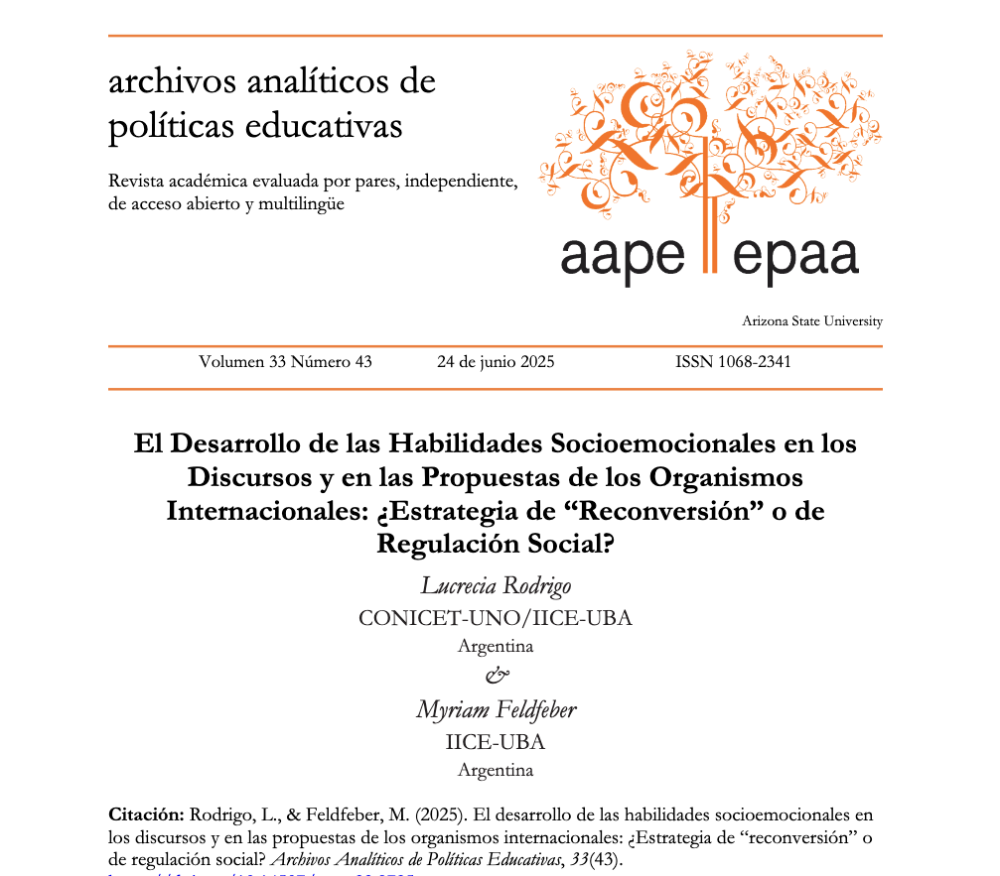 archivos analíticos de
políticas educativas
Revista académica evaluada por pares, independiente,
de acceso abierto y multilingüe
aape epaa
Arizona State University
Volumen 33 Número 43 24 de junio 2025 ISSN 1068-2341
El Desarrollo de las Habilidades Socioemocionales en los
Discursos y en las Propuestas de los Organismos
Internacionales: ¿Estrategia de “Reconversión” o de
Regulación Social?
Lucrecia Rodrigo
CONICET-UNO/IICE-UBA
Argentina
&
Myriam Feldfeber
IICE-UBA
Argentina
Citación: Rodrigo, L., & Feldfeber, M. (2025). El desarrollo de las habilidades socioemocionales en
los discursos y en las propuestas de los organismos internacionales: ¿Estrategia de “reconversión” o
de regulación social? Archivos Analíticos de Políticas Educativas, 33(43).